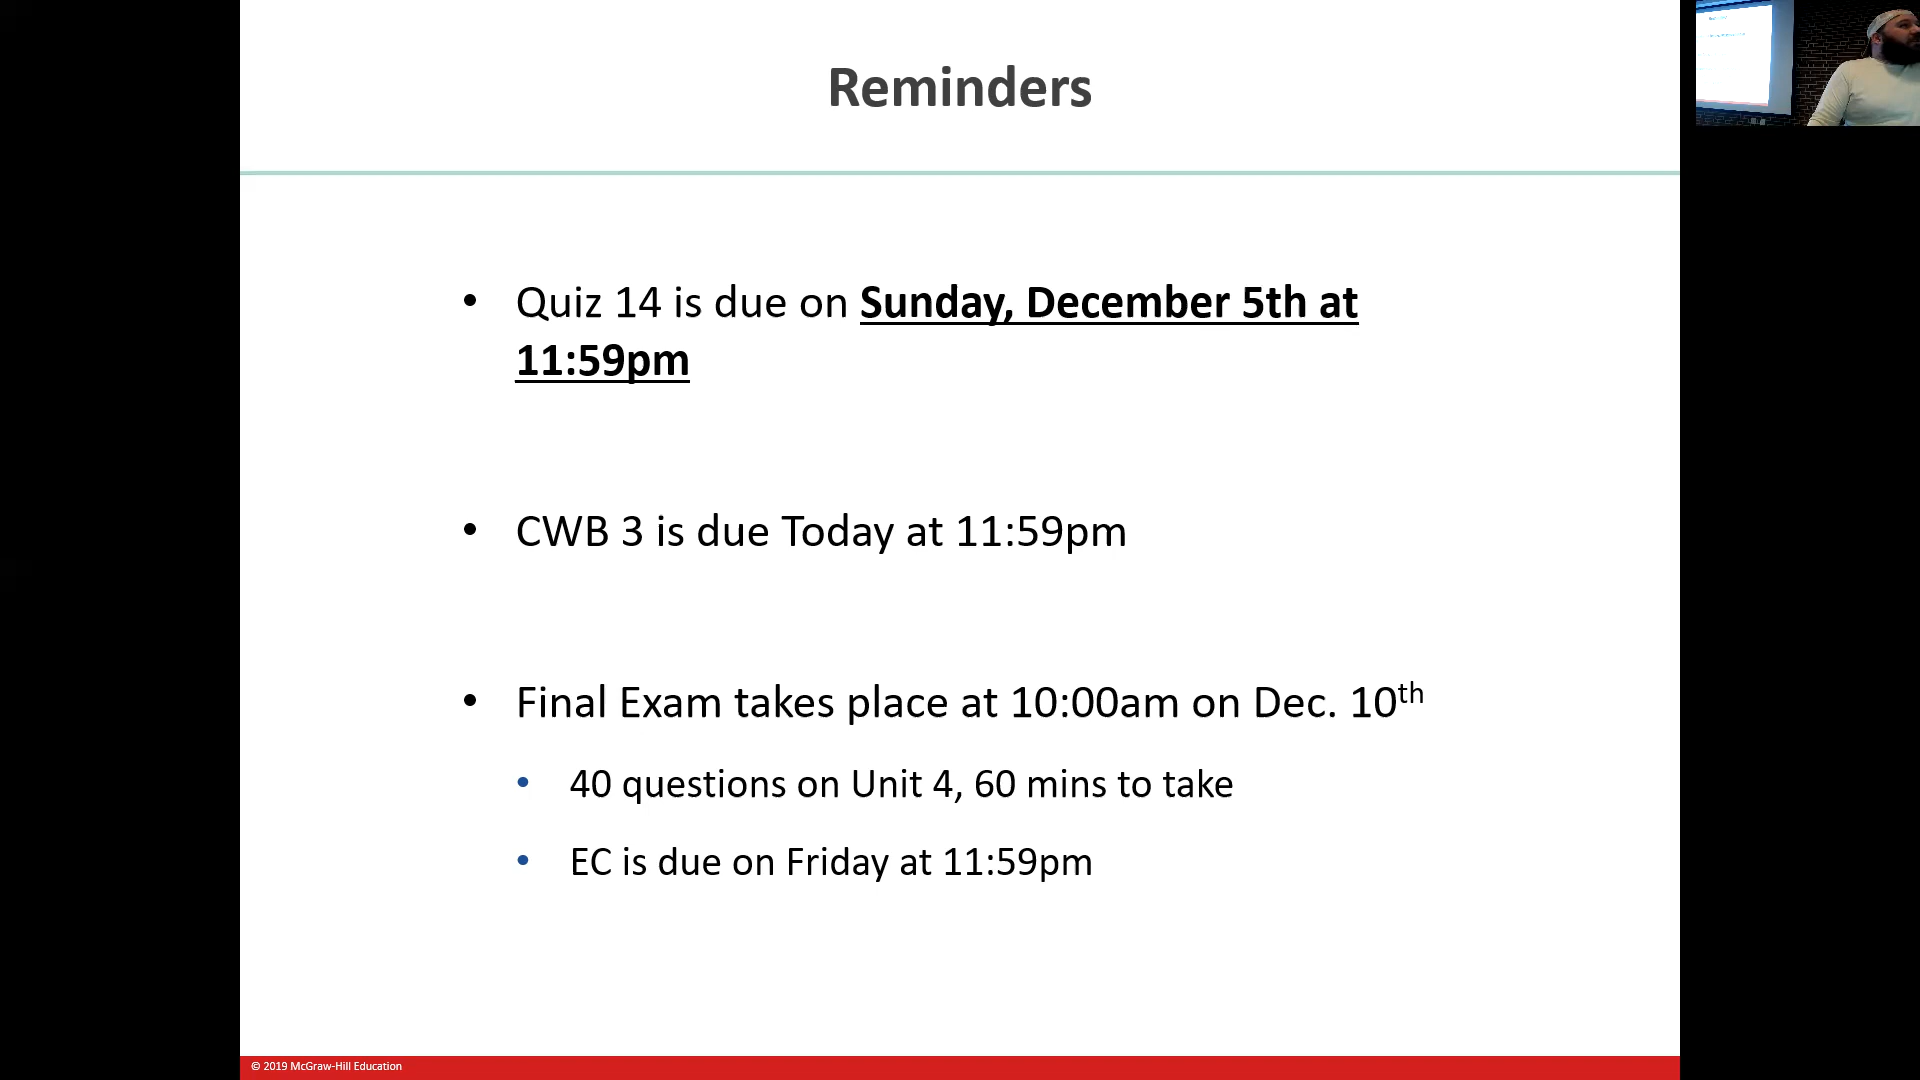 Reminders
• Quiz 14 is due on Sunday, December 5th at
11:59pm
• CWB 3 is due Today at 11:59pm
• Final Exam takes place at 10:00am on Dec. 10th
• 40 questions on Unit 4, 60 mins to take
• EC is due on Friday at 11:59pm
© 2019 McGraw-Hill Education